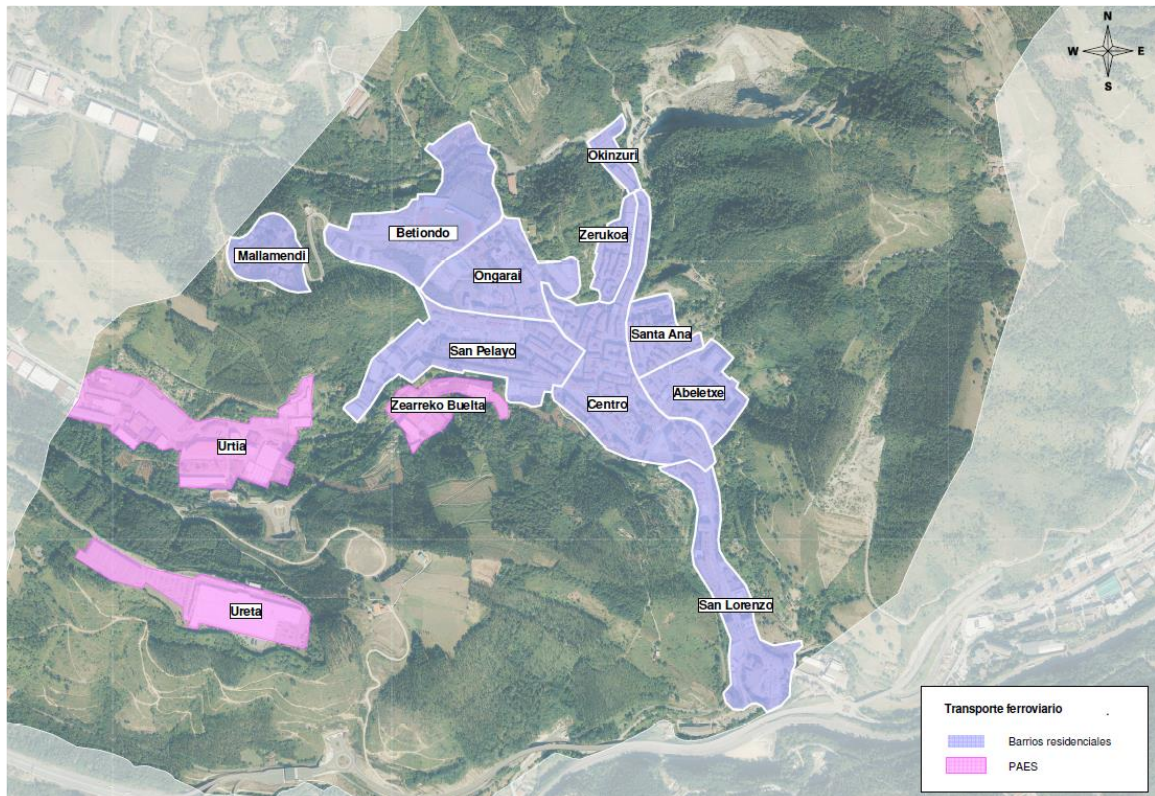 N
W E
S
Okinzuri
Betiondo
Zerukoa
Mallamendi
Ongarai
Santa Ana
San Pelayo
Abeletxe
Zearreko Buelta
Centro
Urtia
San Lorenzo
Ureta
Transporte ferroviario .
Barrios residenciales
PAES